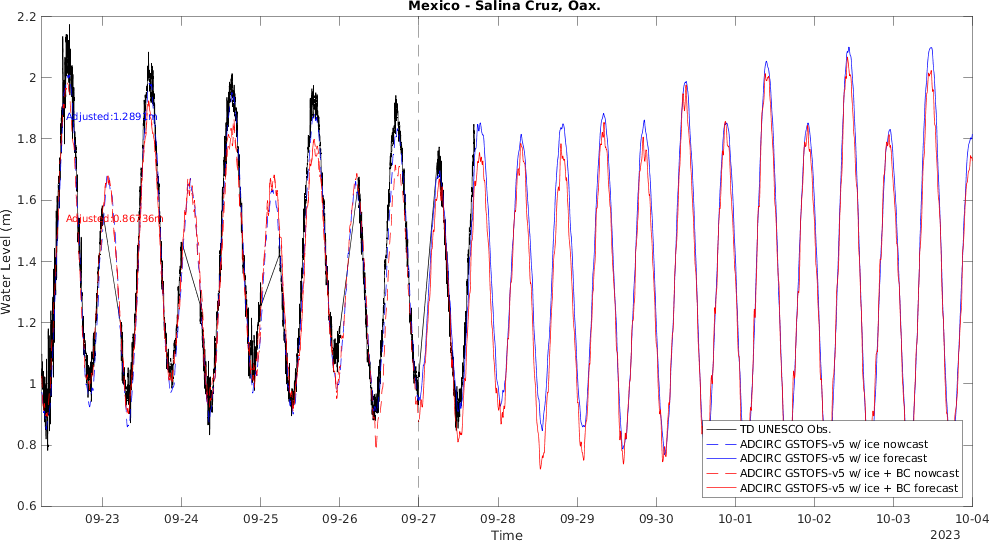 Mexico - Salina Cruz, Oax.
2.2
2
1.8
1.6
1.4
1.2
1
0.8
0.6
Water Level (m)
Adjusted:1.2891m
Adjusted:0.86736m
TD UNESCO Obs.
ADCIRC GSTOFS-v5 w/ ice nowcast
ADCIRC GSTOFS-v5 w/ ice forecast
ADCIRC GSTOFS-v5 w/ ice + BC nowcast
ADCIRC GSTOFS-v5 w/ ice + BC forecast
09-23 09-24 09-25 09-26 09-27 09-28 09-29 09-30 10-01 10-02 10-03 10-04
Time
2023